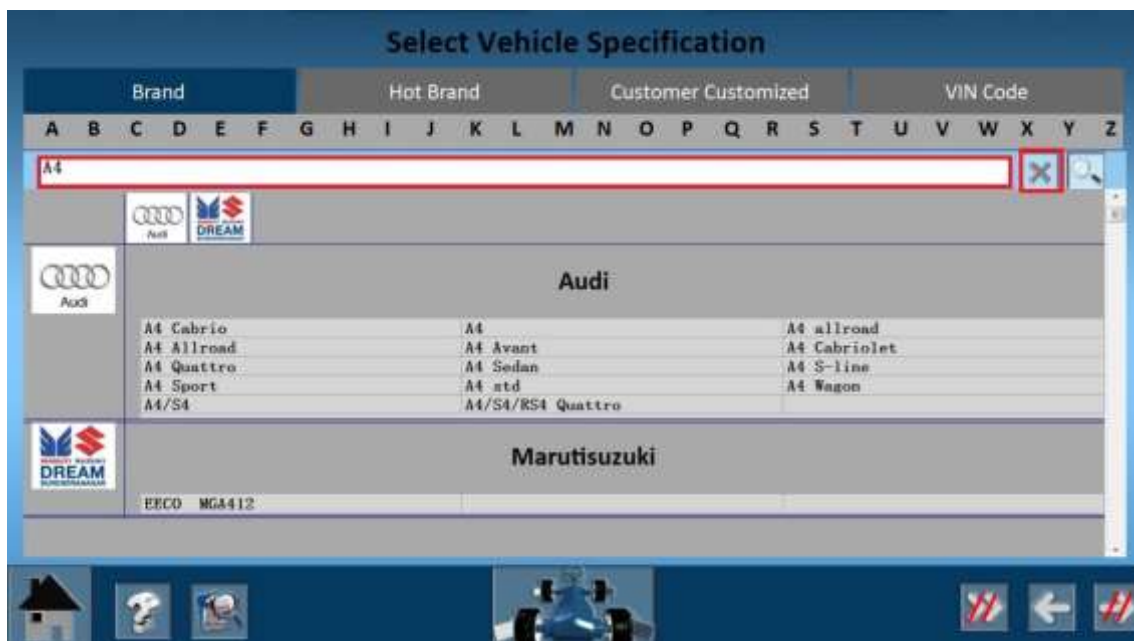 Select Vehicle Specification
Brand Hot Brand Customer Customized VIN Code
A B C D E F G H I J K L M N O P Q R S T U V W X Y Z
A4
Audi DREAM
Audi
Audi
A4 Cabrio A4 A4 allroad
A4 Allroad A4 Avant A4 Cabriolet
A4 Quattro A4 Sedan A4 S-line
A4 Sport A4 std A4 Wagon
A4/S4 A4/S4/RS4 Quattro
DREAM
Marutisuzuki
EECO MGA412